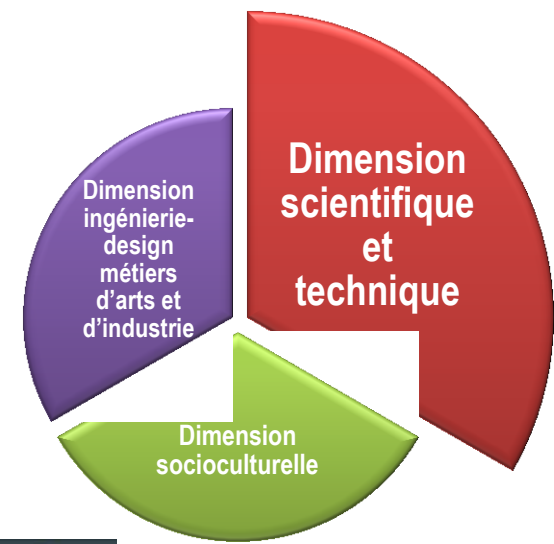 Dimension
scientifique
et
technique
Dimension
ingénierie-
design
métiers
d’arts et
d’industrie
Dimension
socioculturelle